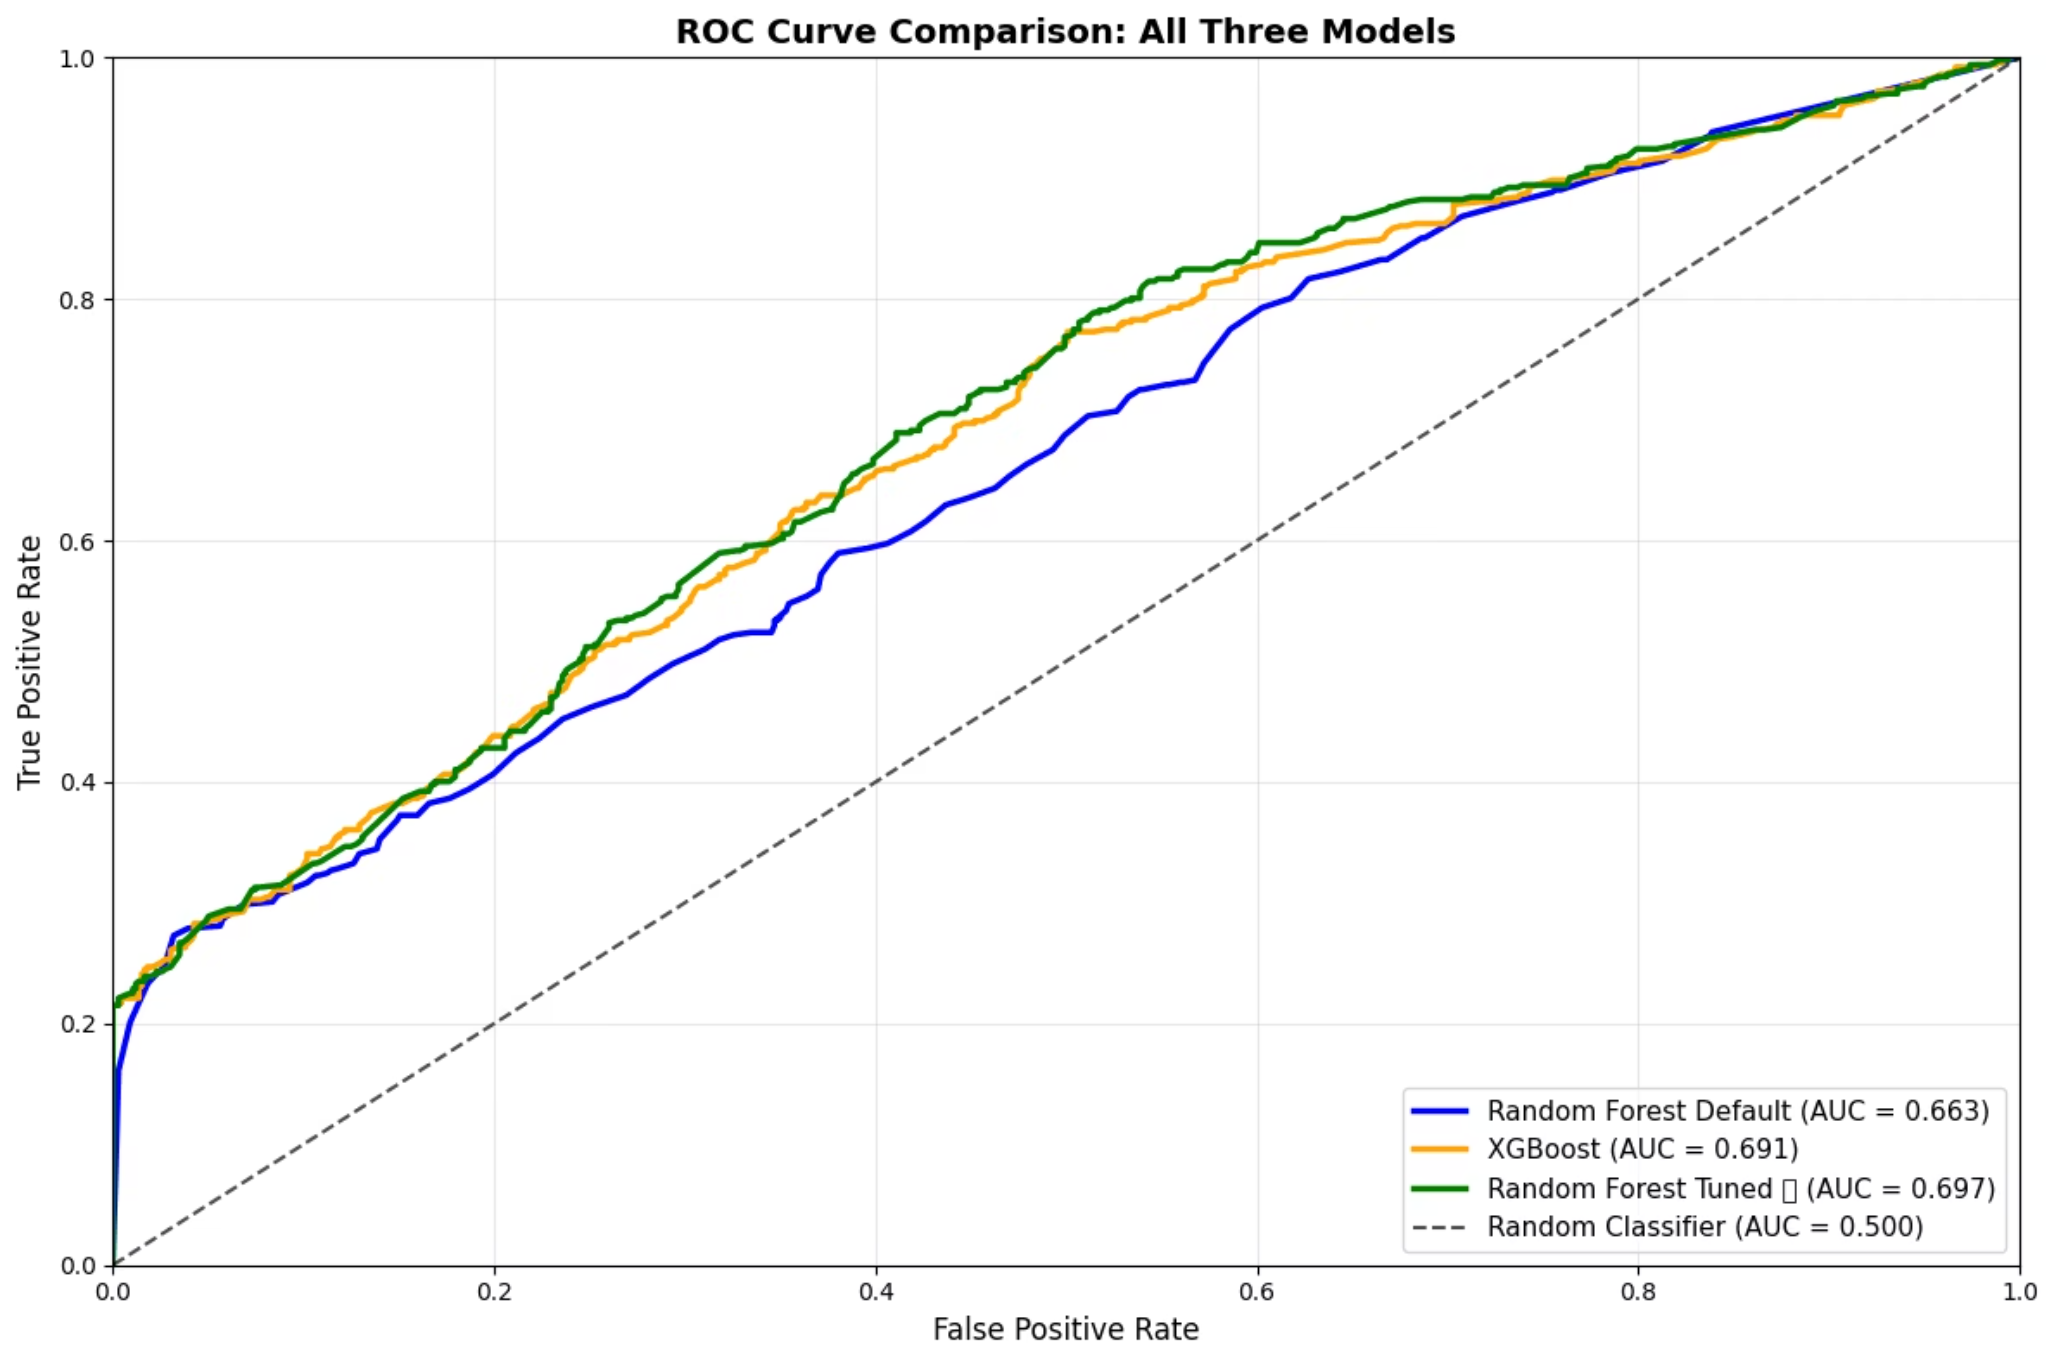 ROC Curve Comparison: All Three Models
1.0
0.8
0.6
0.4
0.2
0.0
True Positive Rate
0.0 0.2 0.4 0.6 0.8 1.0
False Positive Rate
Random Forest Default (AUC = 0.663)
XGBoost (AUC = 0.691)
Random Forest Tuned ▯ (AUC = 0.697)
Random Classifier (AUC = 0.500)